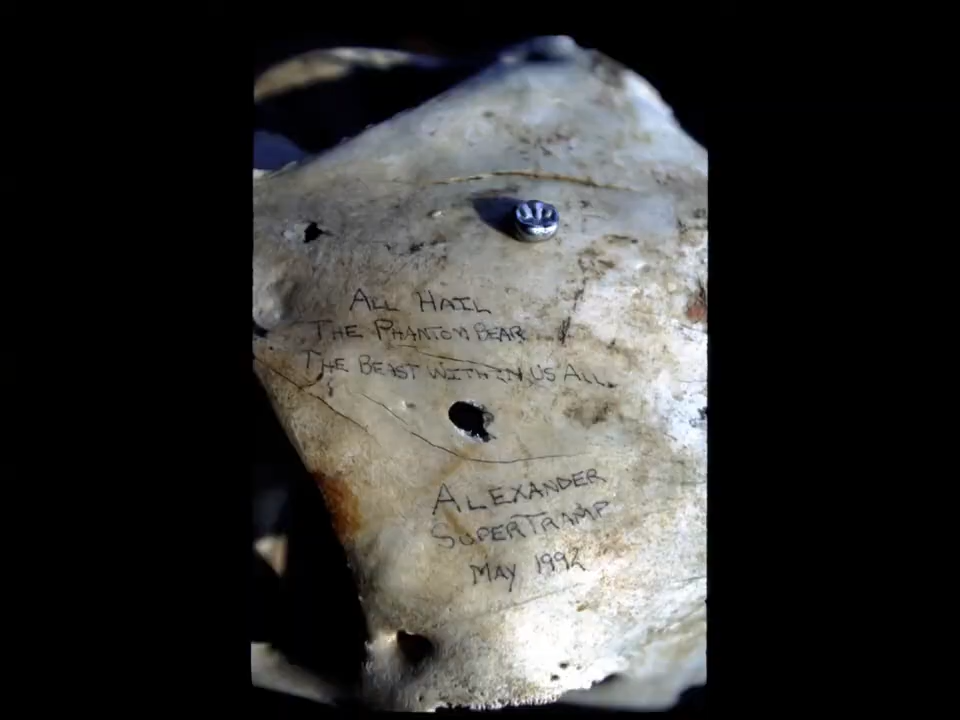 All Hail
The Phantom Bear
The Beast within us All.
Alexander
SuperTramp
May 1992